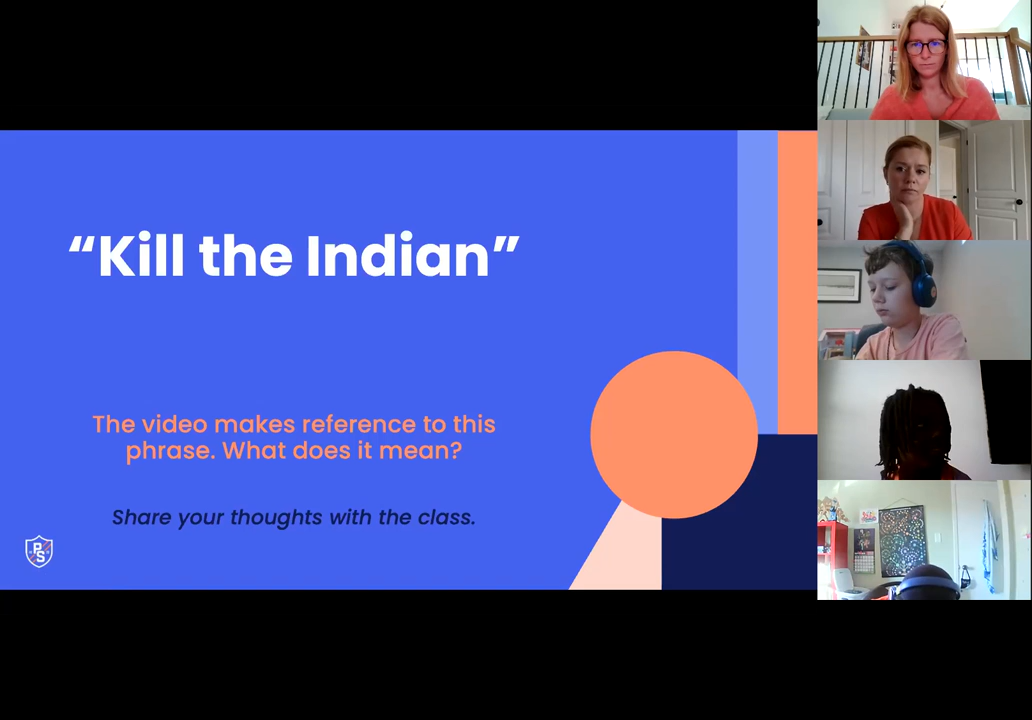 “Kill the Indian”
The video makes reference to this
phrase. What does it mean?
Share your thoughts with the class.
PS